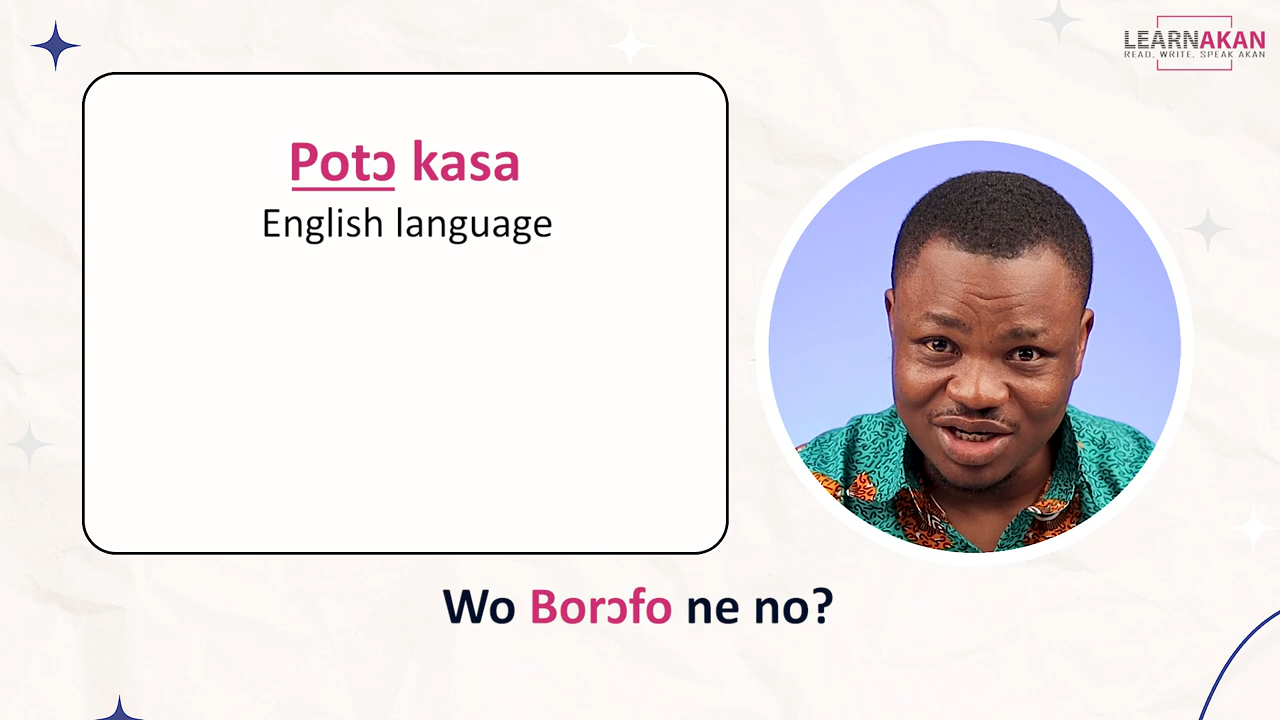 LEARNAKAN
READ, WRITE, SPEAK AKAN
Potɔ kasa
English language
Wo Borɔfo ne no?